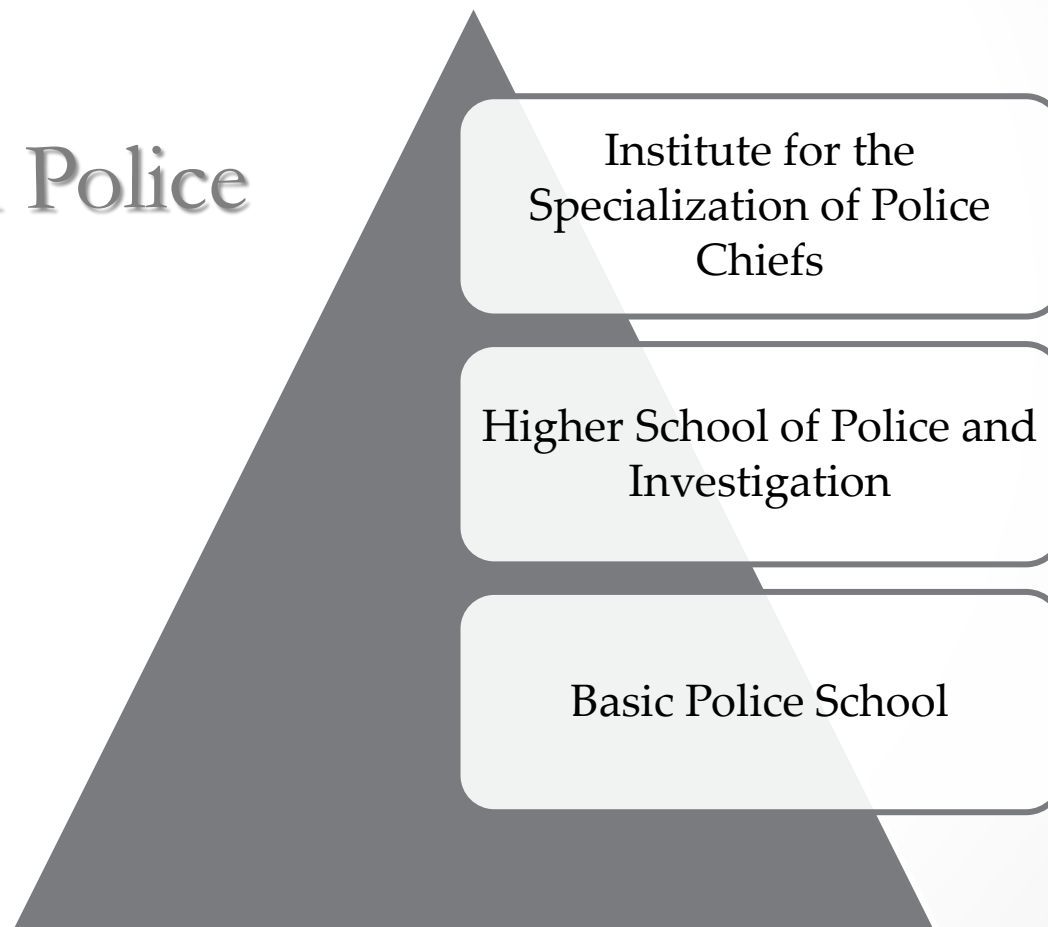 Police
Institute for the
Specialization of Police
Chiefs
Higher School of Police and
Investigation
Basic Police School